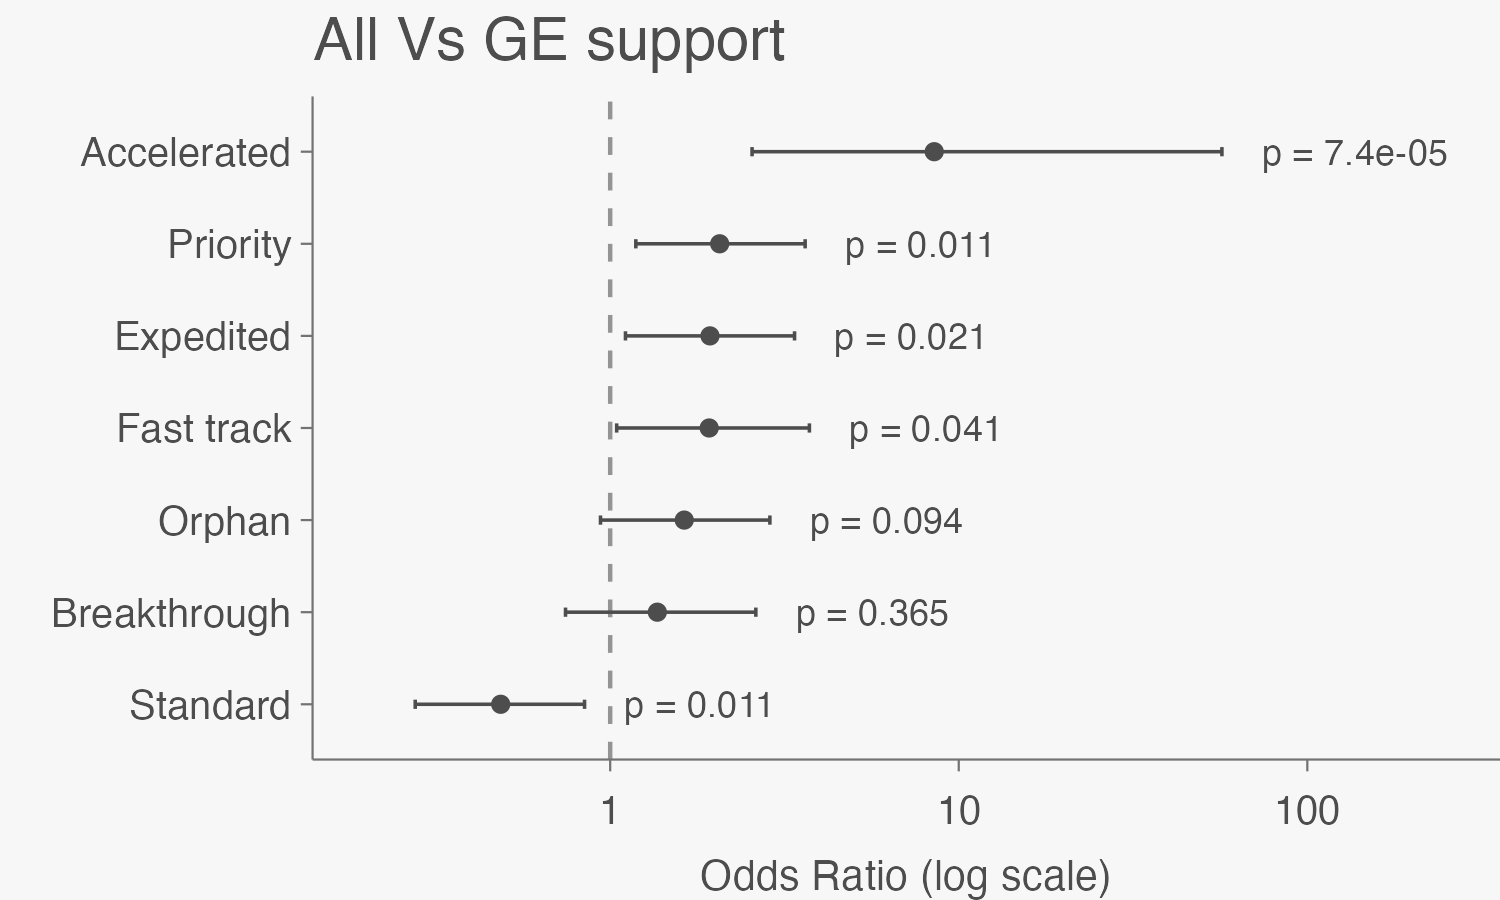 All Vs GE support
Accelerated
p = 7.4e-05
Priority
p = 0.011
Expedited
p = 0.021
Fast track
p = 0.041
Orphan
p = 0.094
Breakthrough
p = 0.365
Standard
p = 0.011
1
10
100
Odds Ratio (log scale)